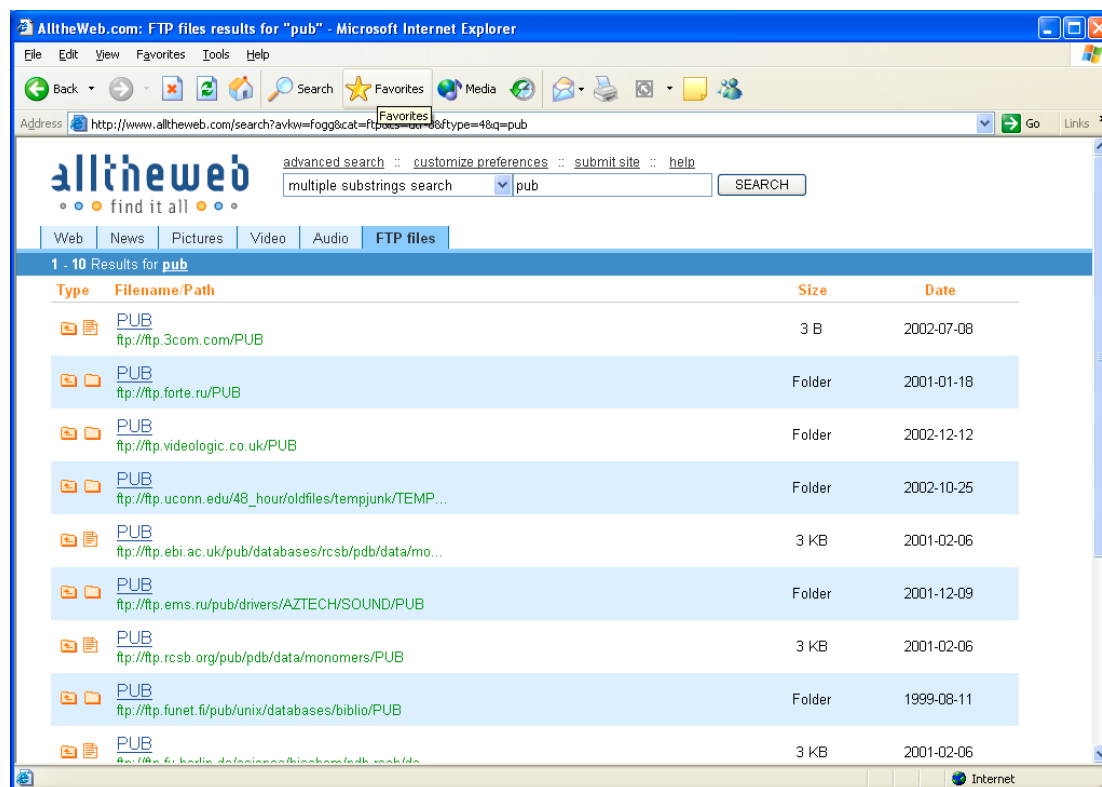 AlltheWeb.com: FTP files results for "pub" - Microsoft Internet Explorer
File Edit View Favorites Tools Help
Back Search Favorites Media
Favorites
Address http://www.alltheweb.com/search?avkw=fogg&cat=ftp&cs=utf-8&ftype=4&q=pub Go Links
alltheweb
find it all
advanced search :: customize preferences :: submit site :: help
multiple substrings search pub SEARCH
Web News Pictures Video Audio FTP files
1 - 10 Results for pub
Type Filename/Path Size Date
PUB
ftp://ftp.3com.com/PUB 3 B 2002-07-08
PUB
ftp://ftp.forte.ru/PUB Folder 2001-01-18
PUB
ftp://ftp.videologic.co.uk/PUB Folder 2002-12-12
PUB
ftp://ftp.uconn.edu/48_hour/oldfiles/tempjunk/TEMP... Folder 2002-10-25
PUB
ftp://ftp.ebi.ac.uk/pub/databases/rcsb/pdb/data/mo... 3 KB 2001-02-06
PUB
ftp://ftp.ems.ru/pub/drivers/AZTECH/SOUND/PUB Folder 2001-12-09
PUB
ftp://ftp.rcsb.org/pub/pdb/data/monomers/PUB 3 KB 2001-02-06
PUB
ftp://ftp.funet.fi/pub/unix/databases/biblio/PUB Folder 1999-08-11
PUB
3 KB 2001-02-06
Internet